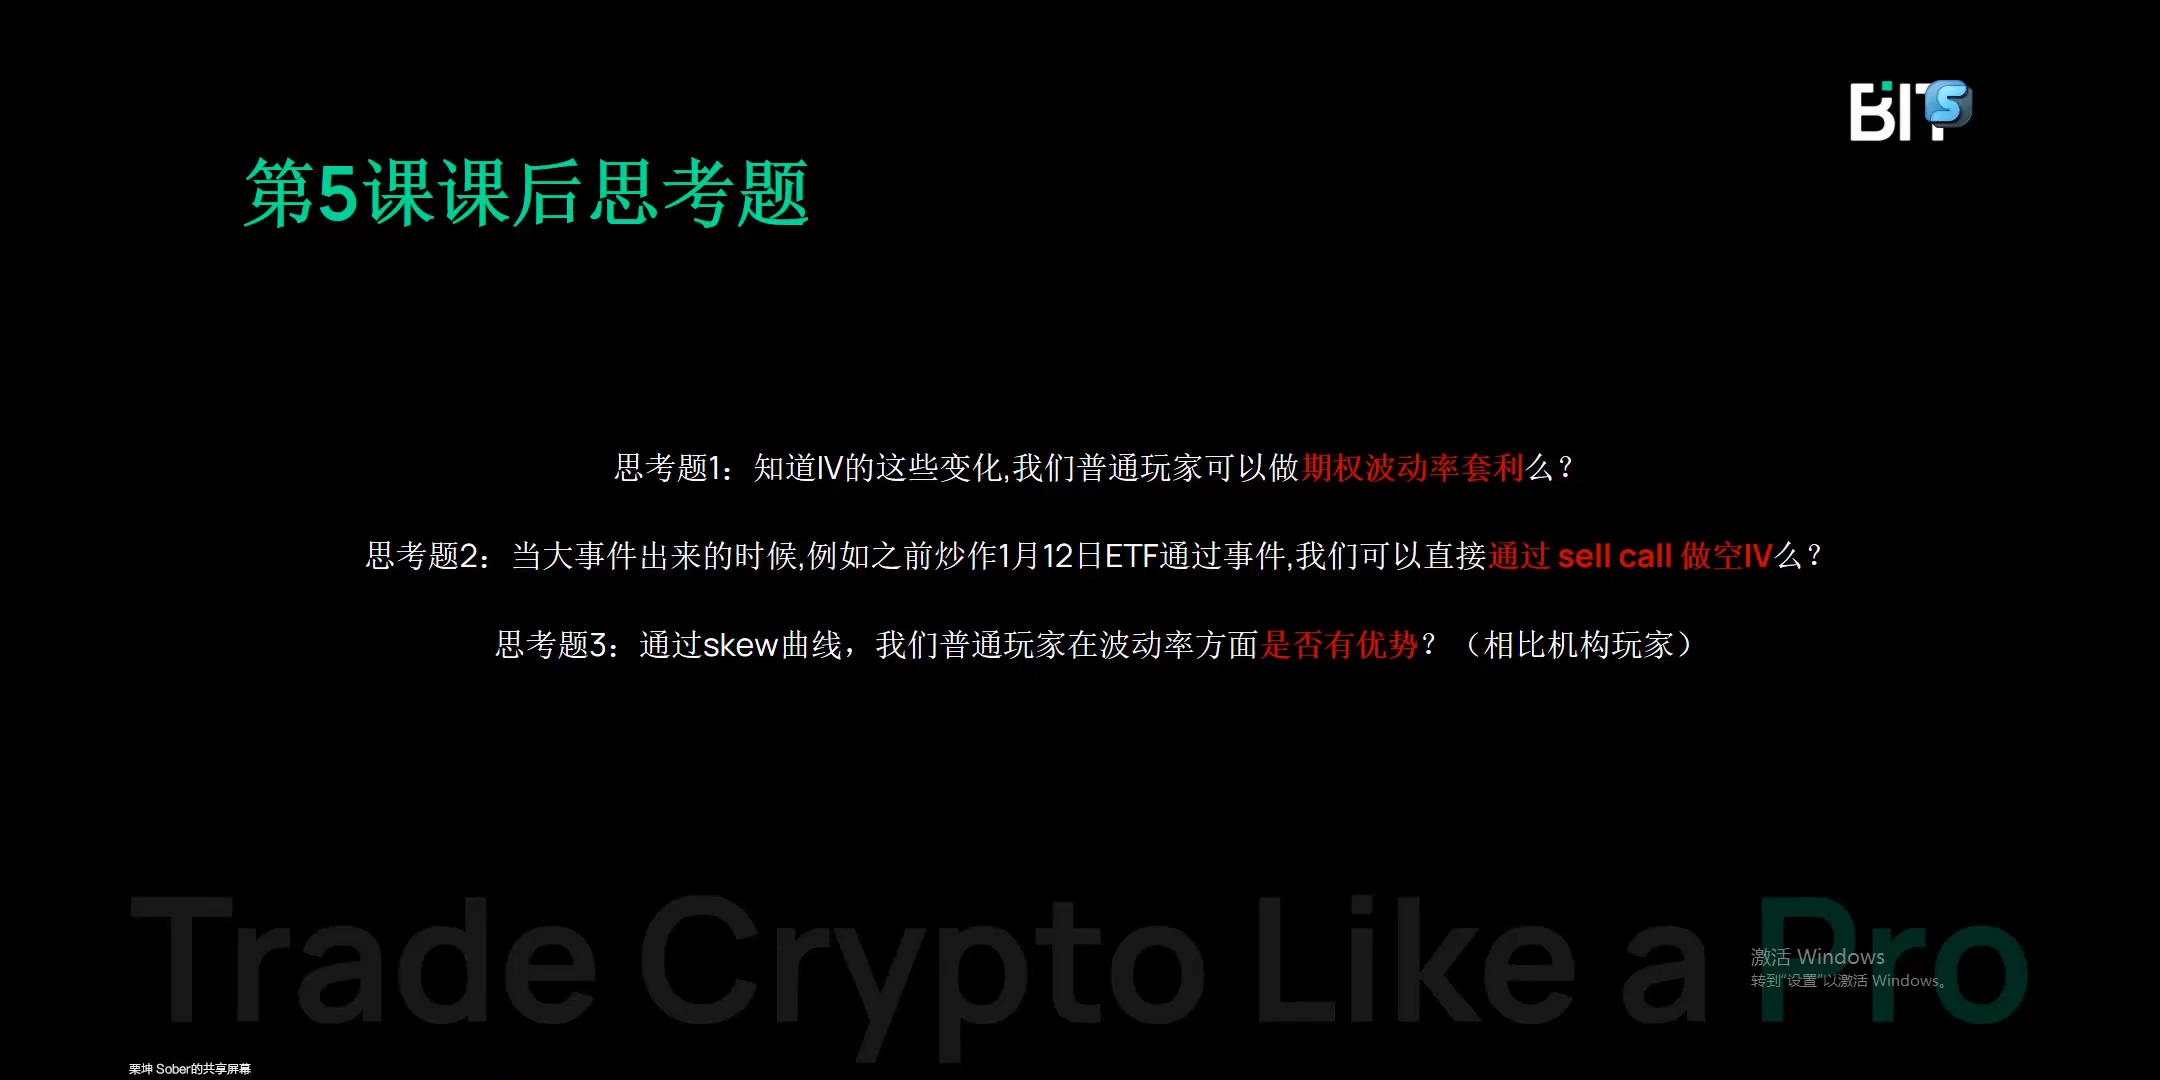 BIT
第5课课后思考题
思考题1：知道IV的这些变化,我们普通玩家可以做期权波动率套利么？
思考题2：当大事件出来的时候,例如之前炒作1月12日ETF通过事件,我们可以直接通过 sell call 做空IV么？
思考题3：通过skew曲线，我们普通玩家在波动率方面是否有优势？（相比机构玩家）
Trade Crypto Like a Pro
激活 Windows
转到“设置”以激活 Windows。
栗坤 Sober的共享屏幕